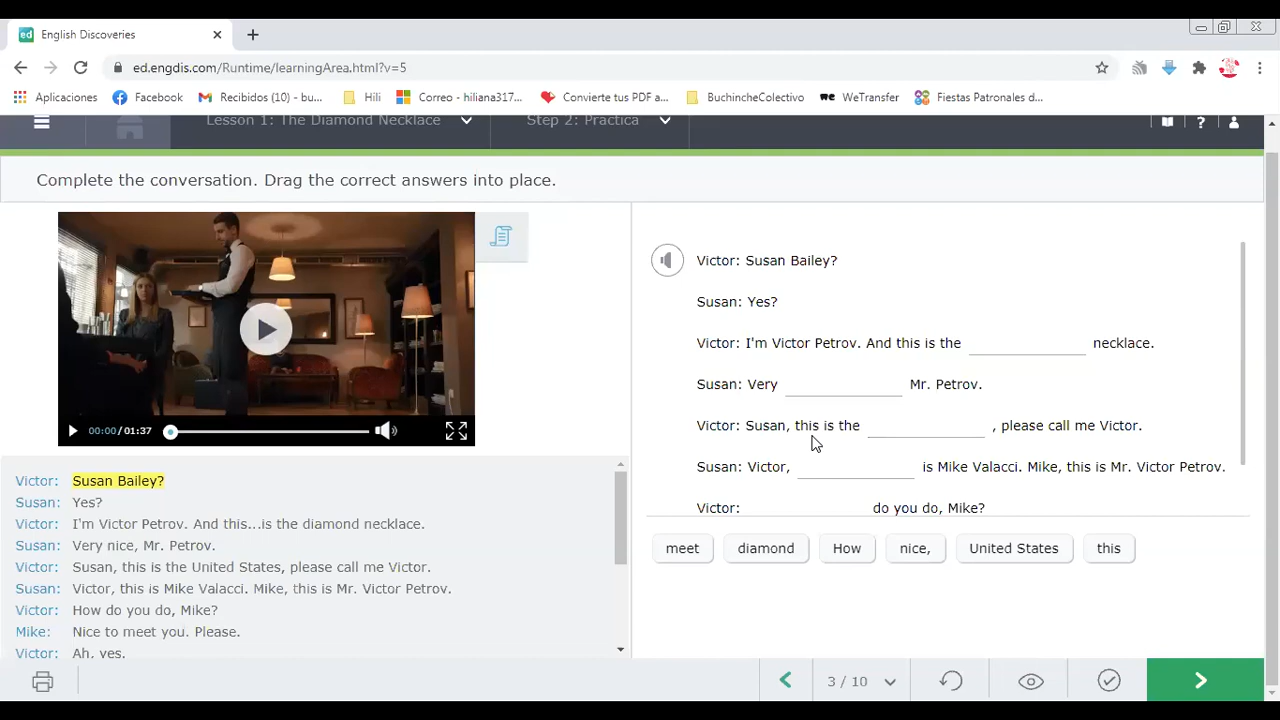 ed English Discoveries
ed.engdis.com/Runtime/learningArea.html?v=5
Aplicaciones Facebook Recibidos (10) - bu... Hili Correo - hiliana317... Convierte tus PDF a... BuchincheColectivo we WeTransfer Fiestas Patronales d...
Lesson 1: The Diamond Necklace Step 2: Practica ?
Complete the conversation. Drag the correct answers into place.
00:00/01:37
Victor: Susan Bailey?
Susan: Yes?
Victor: I'm Victor Petrov. And this...is the diamond necklace.
Susan: Very nice, Mr. Petrov.
Victor: Susan, this is the United States, please call me Victor.
Susan: Victor, this is Mike Valacci. Mike, this is Mr. Victor Petrov.
Victor: How do you do, Mike?
Mike: Nice to meet you. Please.
Victor: Ah, yes.
Victor: Susan Bailey?
Susan: Yes?
Victor: I'm Victor Petrov. And this is the necklace.
Susan: Very Mr. Petrov.
Victor: Susan, this is the , please call me Victor.
Susan: Victor, is Mike Valacci. Mike, this is Mr. Victor Petrov.
Victor: do you do, Mike?
meet diamond How nice, United States this
3 / 10